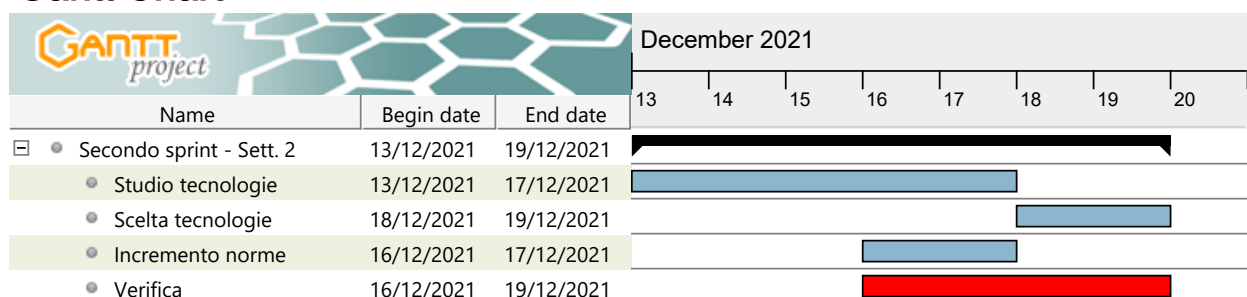 GANTT
project
December 2021
13 14 15 16 17 18 19 20
Name Begin date End date
Secondo sprint - Sett. 2 13/12/2021 19/12/2021
Studio tecnologie 13/12/2021 17/12/2021
Scelta tecnologie 18/12/2021 19/12/2021
Incremento norme 16/12/2021 17/12/2021
Verifica 16/12/2021 19/12/2021